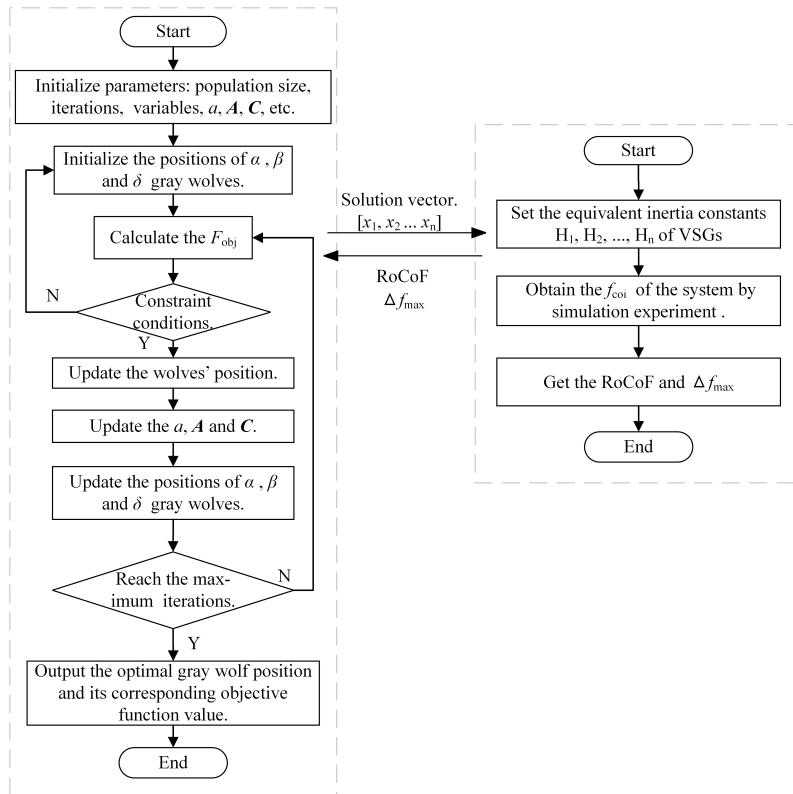 Start
Initialize parameters: population size,
iterations, variables, a, A, C, etc.
Initialize the positions of α , β
and δ gray wolves.
Calculate the Fobj
N
Constraint
conditions.
Y
Update the wolves' position.
Update the a, A and C.
Update the positions of α , β
and δ gray wolves.
Reach the max-
imum iterations.
N
Y
Output the optimal gray wolf position
and its corresponding objective
function value.
End
Solution vector.
[x1, x2 ... xn]
RoCoF
Δfmax
Start
Set the equivalent inertia constants
H1, H2, ..., Hn of VSGs
Obtain the fcoi of the system by
simulation experiment .
Get the RoCoF and Δfmax
End